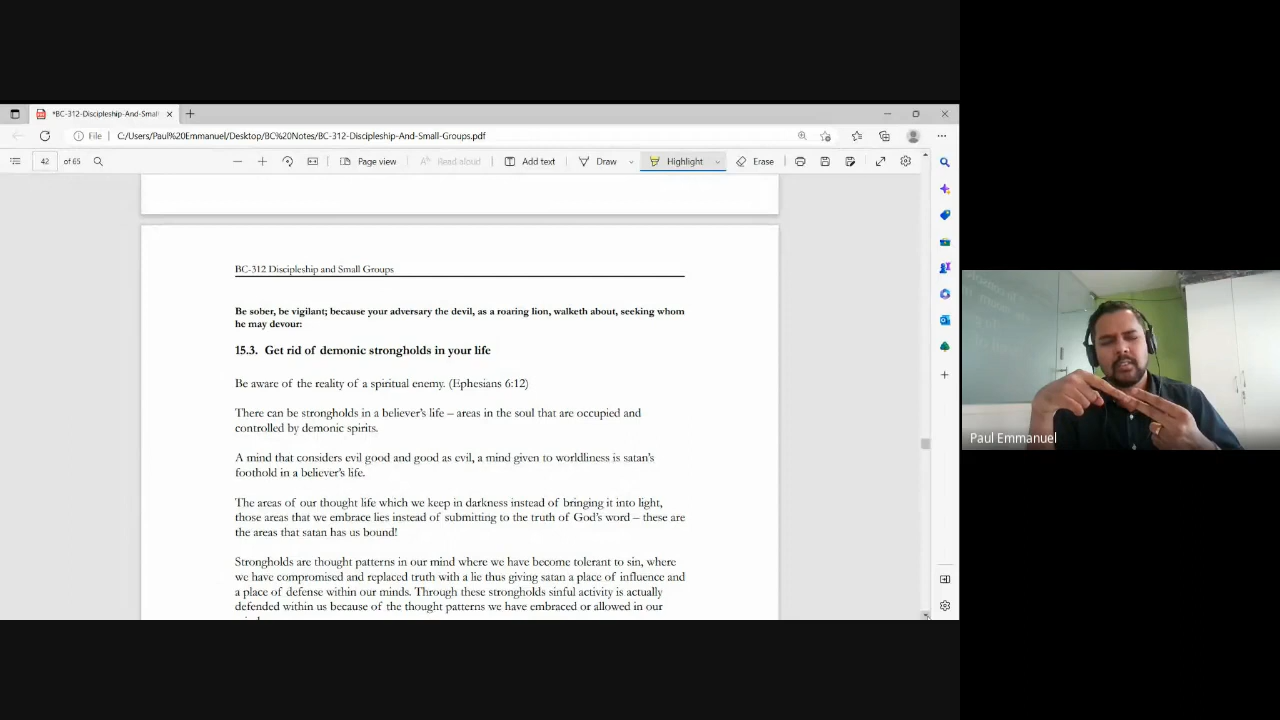 *BC-312-Discipleship-And-Small
File
C:/Users/Paul%20Emmanuel/Desktop/BC%20Notes/BC-312-Discipleship-And-Small-Groups.pdf
42 of 65
Page view
Read aloud
Add text
Draw
Highlight
Erase
BC-312 Discipleship and Small Groups
Be sober, be vigilant; because your adversary the devil, as a roaring lion, walketh about, seeking whom
he may devour:
15.3. Get rid of demonic strongholds in your life
Be aware of the reality of a spiritual enemy. (Ephesians 6:12)
There can be strongholds in a believer's life – areas in the soul that are occupied and
controlled by demonic spirits.
A mind that considers evil good and good as evil, a mind given to worldliness is satan's
foothold in a believer's life.
The areas of our thought life which we keep in darkness instead of bringing it into light,
those areas that we embrace lies instead of submitting to the truth of God's word – these are
the areas that satan has us bound!
Strongholds are thought patterns in our mind where we have become tolerant to sin, where
we have compromised and replaced truth with a lie thus giving satan a place of influence and
a place of defense within our minds. Through these strongholds sinful activity is actually
defended within us because of the thought patterns we have embraced or allowed in our
Paul Emmanuel